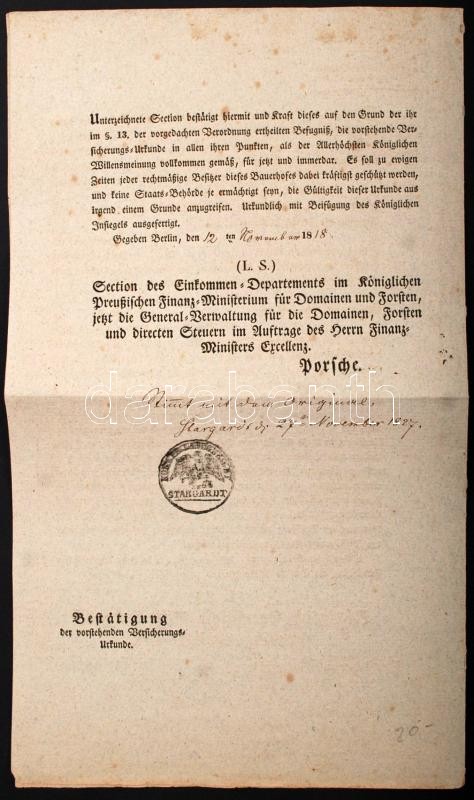 Unterzeichnete Section bestätigt hiermit und Kraft dieses auf den Grund der ihr
im §. 13. der vorgedachten Verordnung ertheilten Befugniß, die vorstehende Ver-
sicherungs-Urkunde in allen ihren Punkten, als der Allerhöchsten Königlichen
Willensmeinung vollkommen gemäß, für jetzt und immerdar. Es soll zu ewigen
Zeiten jeder rechtmäßige Besitzer dieses Bauerhofes dabei kräftigst geschützt werden,
und keine Staats-Behörde je ermächtigt seyn, die Gültigkeit dieser Urkunde aus
irgend einem Grunde anzugreifen. Urkundlich mit Beifügung des Königlichen
Insiegels ausgefertigt.
Gegeben Berlin, den 12 ten November 1818.
(L. S.)
Section des Einkommen-Departements im Königlichen
Preußischen Finanz-Ministerium für Domainen und Forsten,
jetzt die General-Verwaltung für die Domainen, Forsten
und directen Steuern im Auftrage des Herrn Finanz-
Ministers Excellenz.
Porsche.
darabanth
Stimmt mit dem Original.
Stargardt d. 27 November
STARGARDT
Bestätigung
der vorstehenden Versicherungs-
Urkunde.
20-